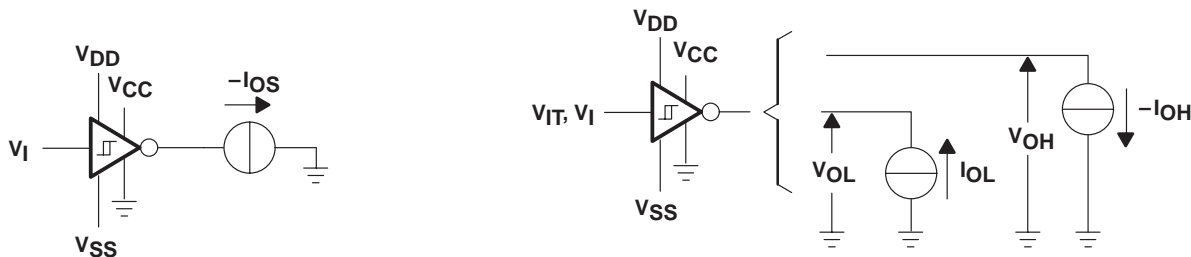 VDD
VCC
–IOS
VI
VSS
VDD
VCC
VIT, VI
VSS
VOL
IOL
VOH
–IOH